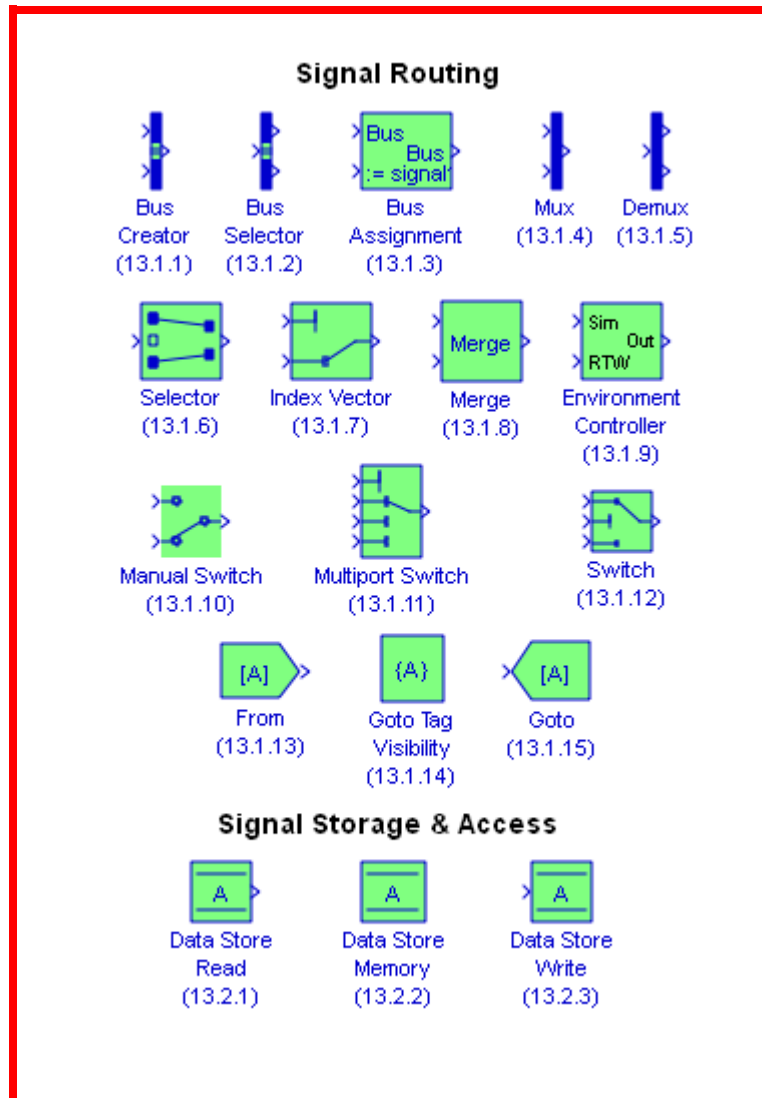 Signal Routing
Bus
Bus
:= signal1
Bus
Creator
(13.1.1)
Bus
Selector
(13.1.2)
Bus
Assignment
(13.1.3)
Mux
(13.1.4)
Demux
(13.1.5)
Merge
Sim
Out
RTW
Selector
(13.1.6)
Index Vector
(13.1.7)
Merge
(13.1.8)
Environment
Controller
(13.1.9)
Manual Switch
(13.1.10)
Multiport Switch
(13.1.11)
Switch
(13.1.12)
[A]
{A}
[A]
From
(13.1.13)
Goto Tag
Visibility
(13.1.14)
Goto
(13.1.15)
Signal Storage & Access
A
A
A
Data Store
Read
(13.2.1)
Data Store
Memory
(13.2.2)
Data Store
Write
(13.2.3)